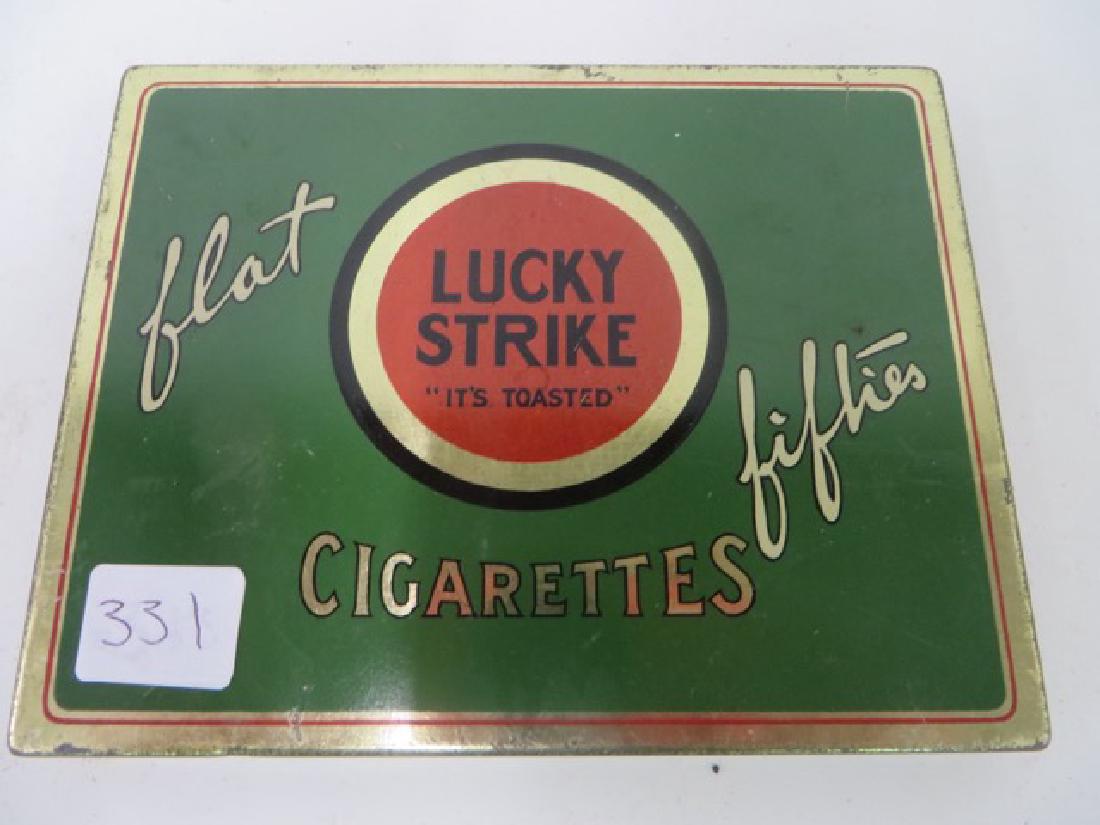 flat
LUCKY
STRIKE
"IT'S TOASTED"
fifties
CIGARETTES
331